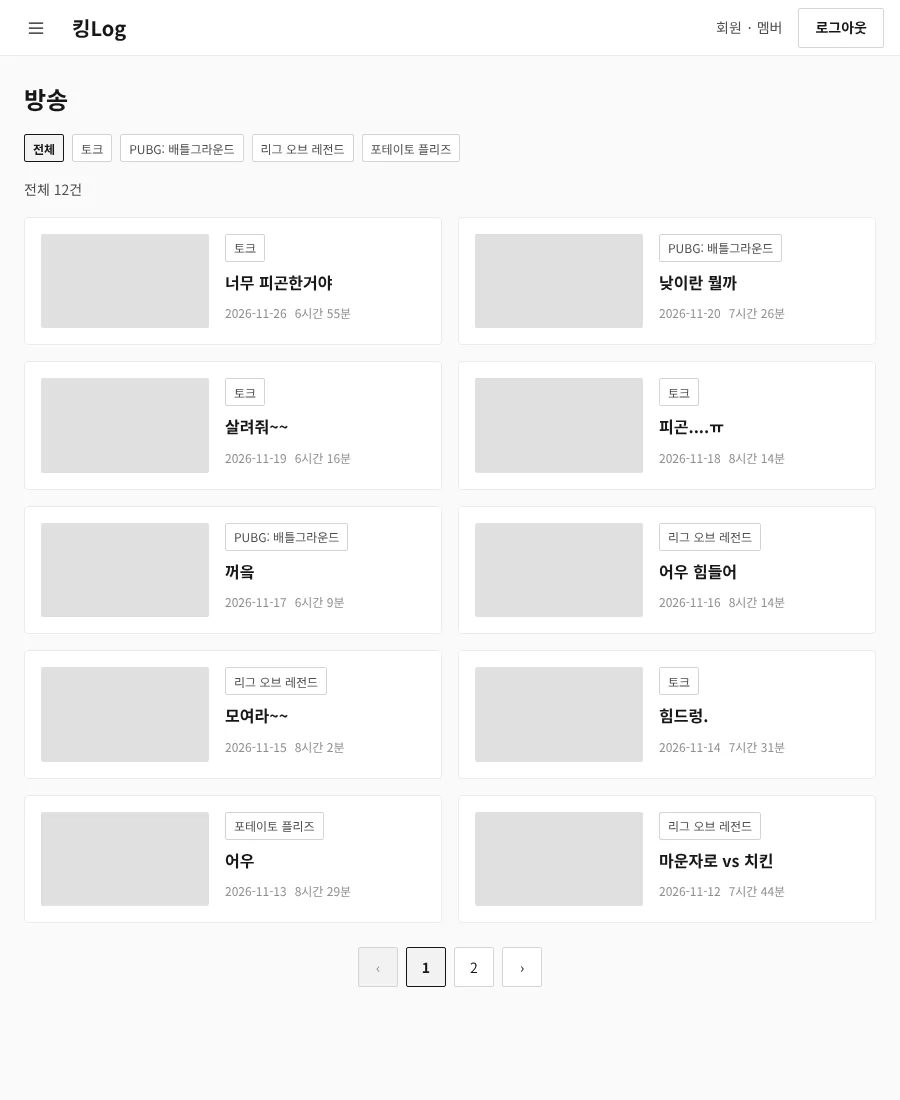 킹Log
회원 · 멤버
로그아웃
방송
전체
토크
PUBG: 배틀그라운드
리그 오브 레전드
포테이토 플리즈
전체 12건
토크
너무 피곤한거야
2026-11-26 6시간 55분
PUBG: 배틀그라운드
낮이란 뭘까
2026-11-20 7시간 26분
토크
살려줘~~
2026-11-19 6시간 16분
토크
피곤....ㅠ
2026-11-18 8시간 14분
PUBG: 배틀그라운드
꺼읔
2026-11-17 6시간 9분
리그 오브 레전드
어우 힘들어
2026-11-16 8시간 14분
리그 오브 레전드
모여라~~
2026-11-15 8시간 2분
토크
힘드렁.
2026-11-14 7시간 31분
포테이토 플리즈
어우
2026-11-13 8시간 29분
리그 오브 레전드
마운자로 vs 치킨
2026-11-12 7시간 44분
‹
1
2
›